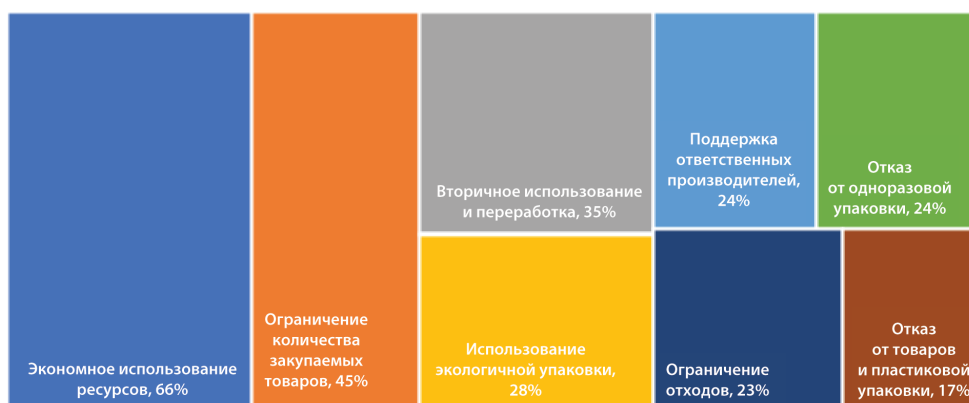 Экономное использование
ресурсов, 66%
Ограничение
количества
закупаемых
товаров, 45%
Вторичное использование
и переработка, 35%
Использование
экологичной упаковки,
28%
Поддержка
ответственных
производителей,
24%
Отказ
от одноразовой
упаковки, 24%
Ограничение
отходов, 23%
Отказ
от товаров
и пластиковой
упаковки, 17%